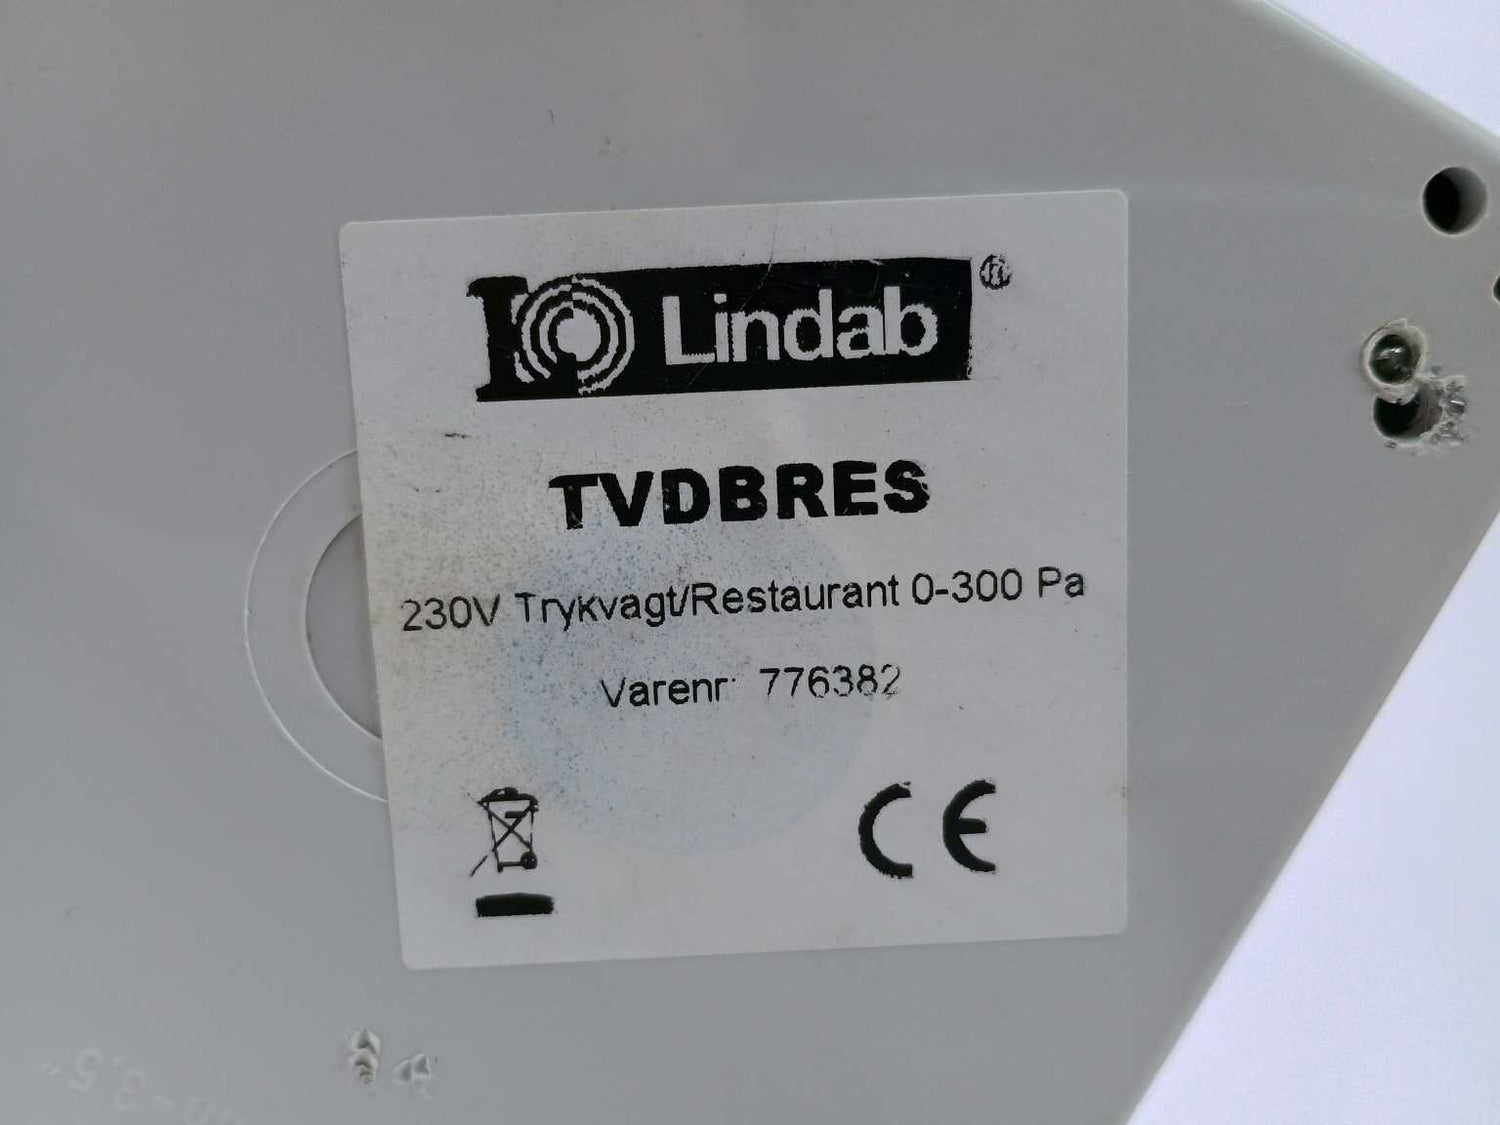 Lindab®
TVDBRES
230V Trykvagt/Restaurant 0-300 Pa
Varenr 776382
CE